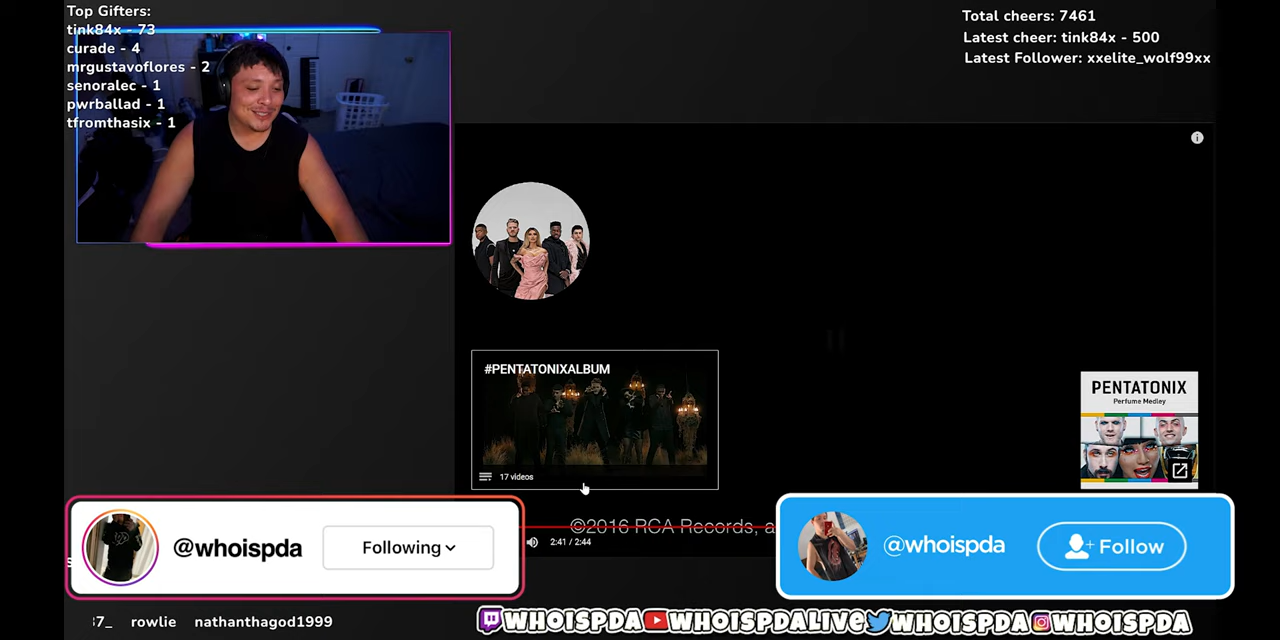 Top Gifters:
tink84x - 73
curade - 4
mrgustavoflores - 2
senoralec - 1
pwrballad - 1
tfromthasix - 1
Total cheers: 7461
Latest cheer: tink84x - 500
Latest Follower: xxelite_wolf99xx
#PENTATONIXALBUM
17 videos
PENTATONIX
Perfume Medley
©2016 RCA Records, a
2:41 / 2:44
@whoispda
Following
@whoispda
Follow
rowlie nathanthagod1999
WHOISPDA WHOISPDALIVE WHOISPDA WHOISPDA